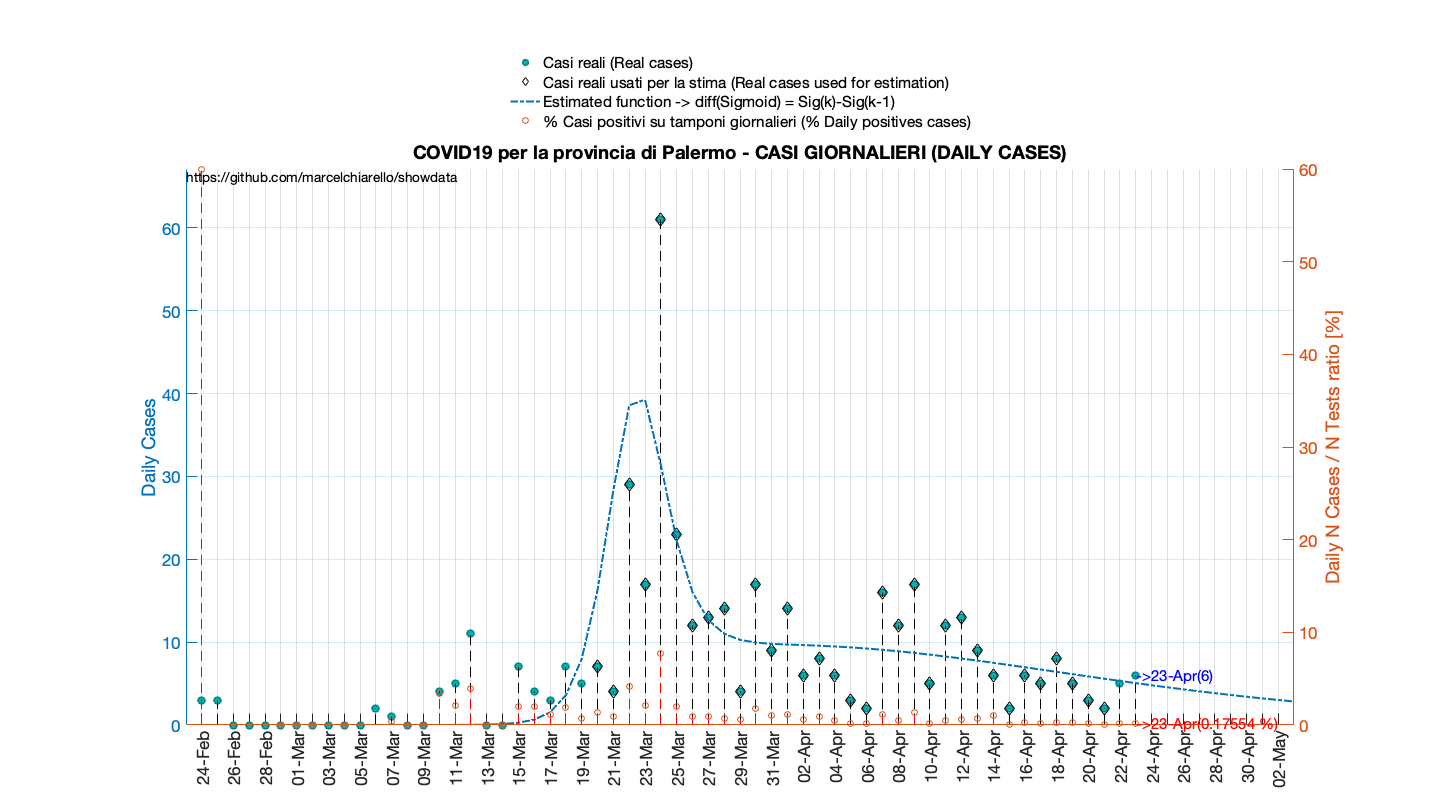 Casi reali (Real cases)
Casi reali usati per la stima (Real cases used for estimation)
Estimated function -> diff(Sigmoid) = Sig(k)-Sig(k-1)
% Casi positivi su tamponi giornalieri (% Daily positives cases)
COVID19 per la provincia di Palermo - CASI GIORNALIERI (DAILY CASES)
https://github.com/marcelchiarello/showdata
Daily Cases
60
50
40
30
20
10
0
60
50
40
30
20
10
0
Daily N Cases / N Tests ratio [%]
->23-Apr(6)
->23-Apr(0.17554 %)
24-Feb
26-Feb
28-Feb
01-Mar
03-Mar
05-Mar
07-Mar
09-Mar
11-Mar
13-Mar
15-Mar
17-Mar
19-Mar
21-Mar
23-Mar
25-Mar
27-Mar
29-Mar
31-Mar
02-Apr
04-Apr
06-Apr
08-Apr
10-Apr
12-Apr
14-Apr
16-Apr
18-Apr
20-Apr
22-Apr
24-Apr
26-Apr
28-Apr
30-Apr
02-May